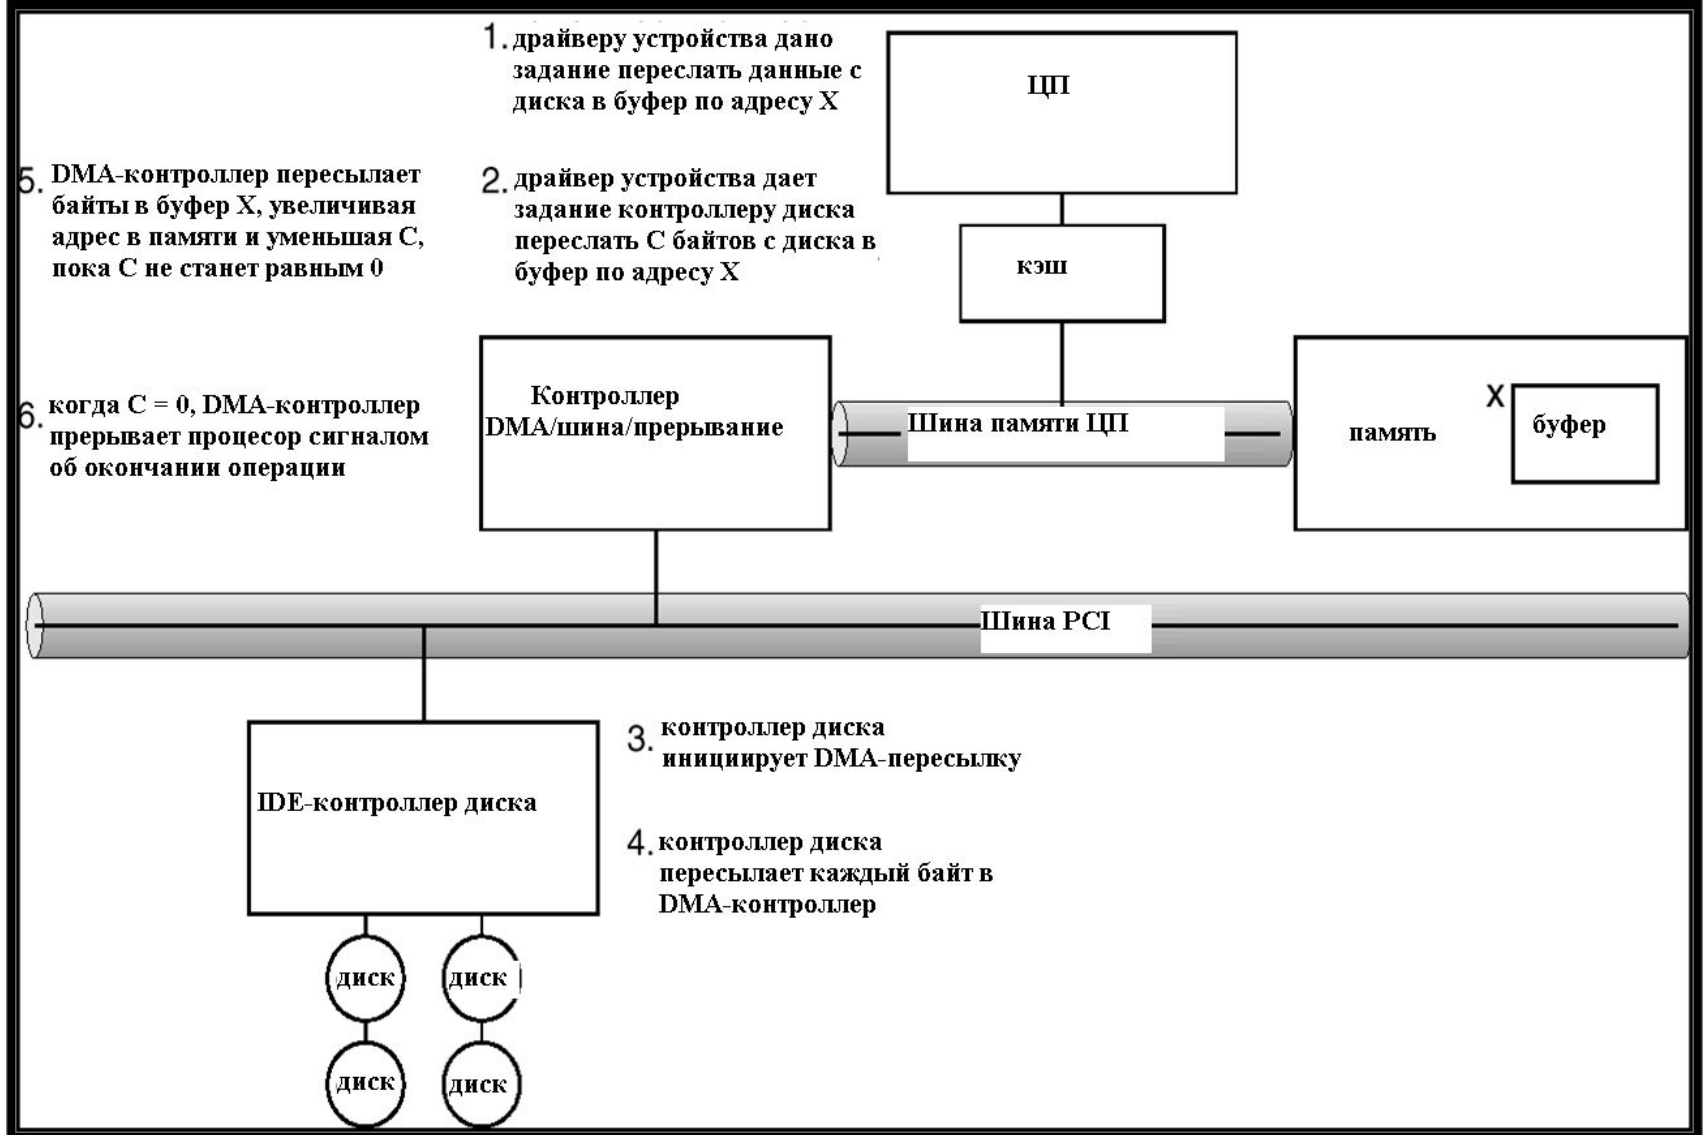 1. драйверу устройства дано
задание переслать данные с
диска в буфер по адресу X
ЦП
5. DMA-контроллер пересылает
байты в буфер X, увеличивая
адрес в памяти и уменьшая C,
пока C не станет равным 0
2. драйвер устройства дает
задание контроллеру диска
переслать C байтов с диска в
буфер по адресу X
кэш
6. когда C = 0, DMA-контроллер
прерывает процесор сигналом
об окончании операции
Контроллер
DMA/шина/прерывание
Шина памяти ЦП
память
X
буфер
Шина PCI
IDE-контроллер диска
3. контроллер диска
инициирует DMA-пересылку
4. контроллер диска
пересылает каждый байт в
DMA-контроллер
диск
диск
диск
диск